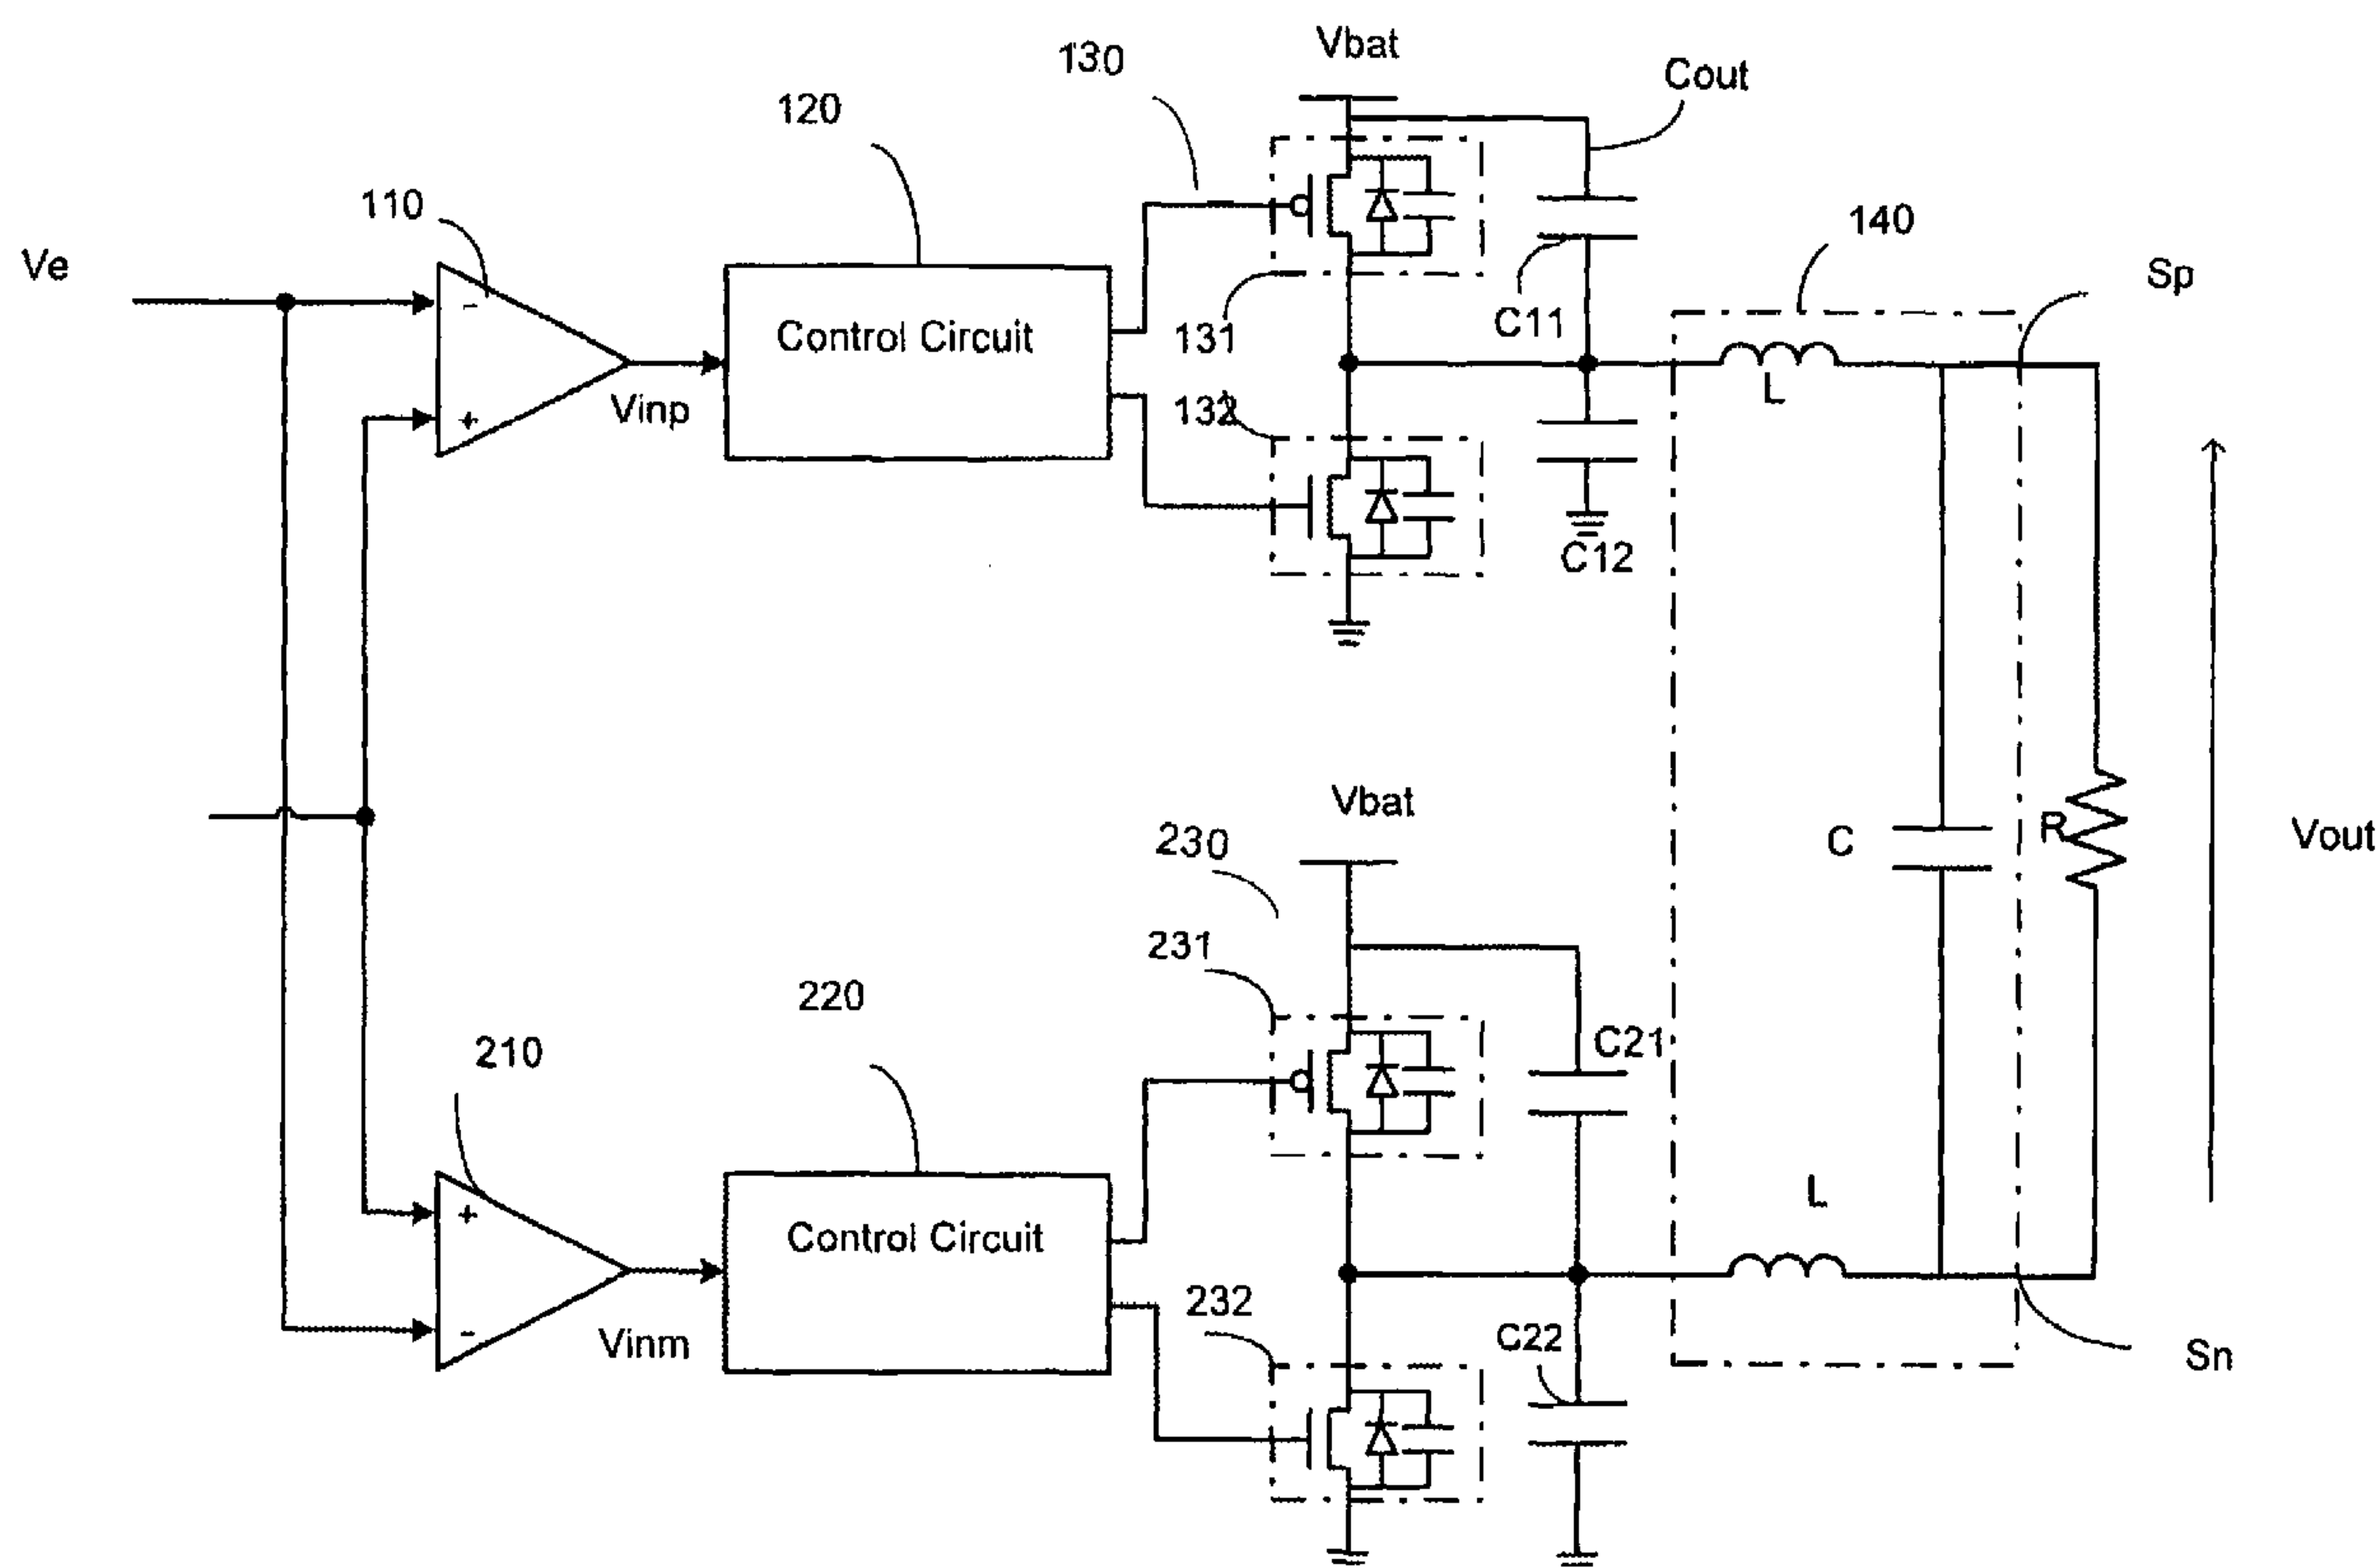 Vbat
130
Cout
120
110
140
Ve
Sp
-
C11
131
Control Circuit
L
Vinp
132
+
C12
Vbat
230
C
R
Vout
231
220
C21
210
L
+
Control Circuit
232
C22
Vinm
-
Sn